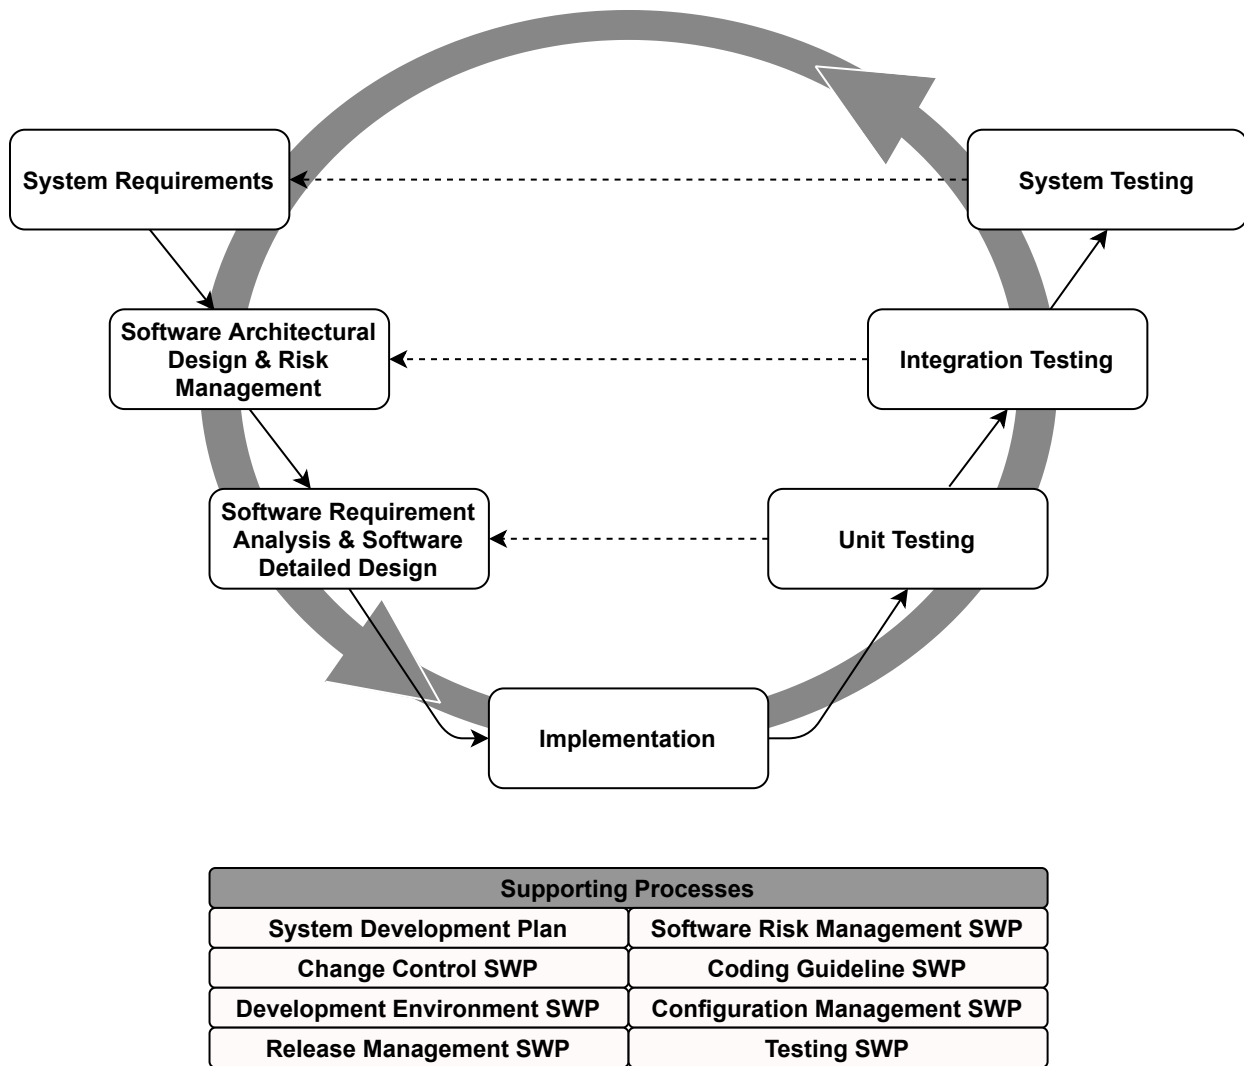 System Requirements
System Testing
Software Architectural
Design & Risk
Management
Integration Testing
Software Requirement
Analysis & Software
Detailed Design
Unit Testing
Implementation
Supporting Processes
System Development Plan
Software Risk Management SWP
Change Control SWP
Coding Guideline SWP
Development Environment SWP
Configuration Management SWP
Release Management SWP
Testing SWP